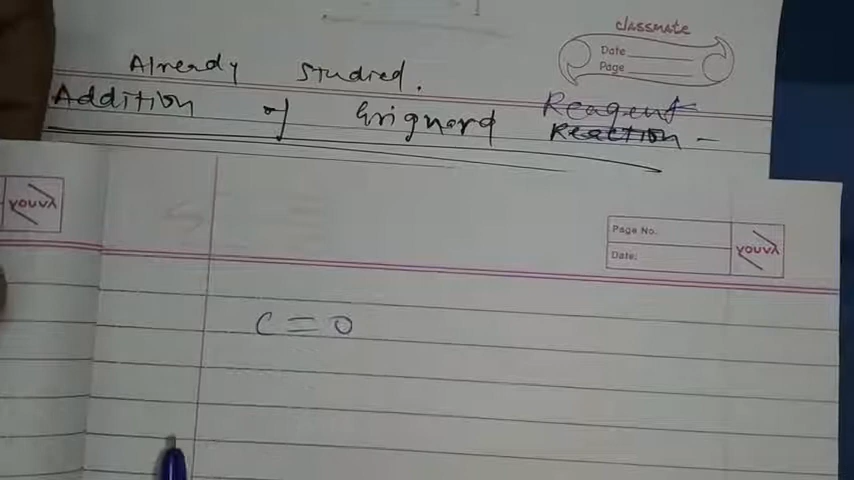 classmate
Date
Page
Already studied.
Addition of Grignard Reagent
Reaction -
YOUVA
Page No.
Date:
YOUVA
C = O